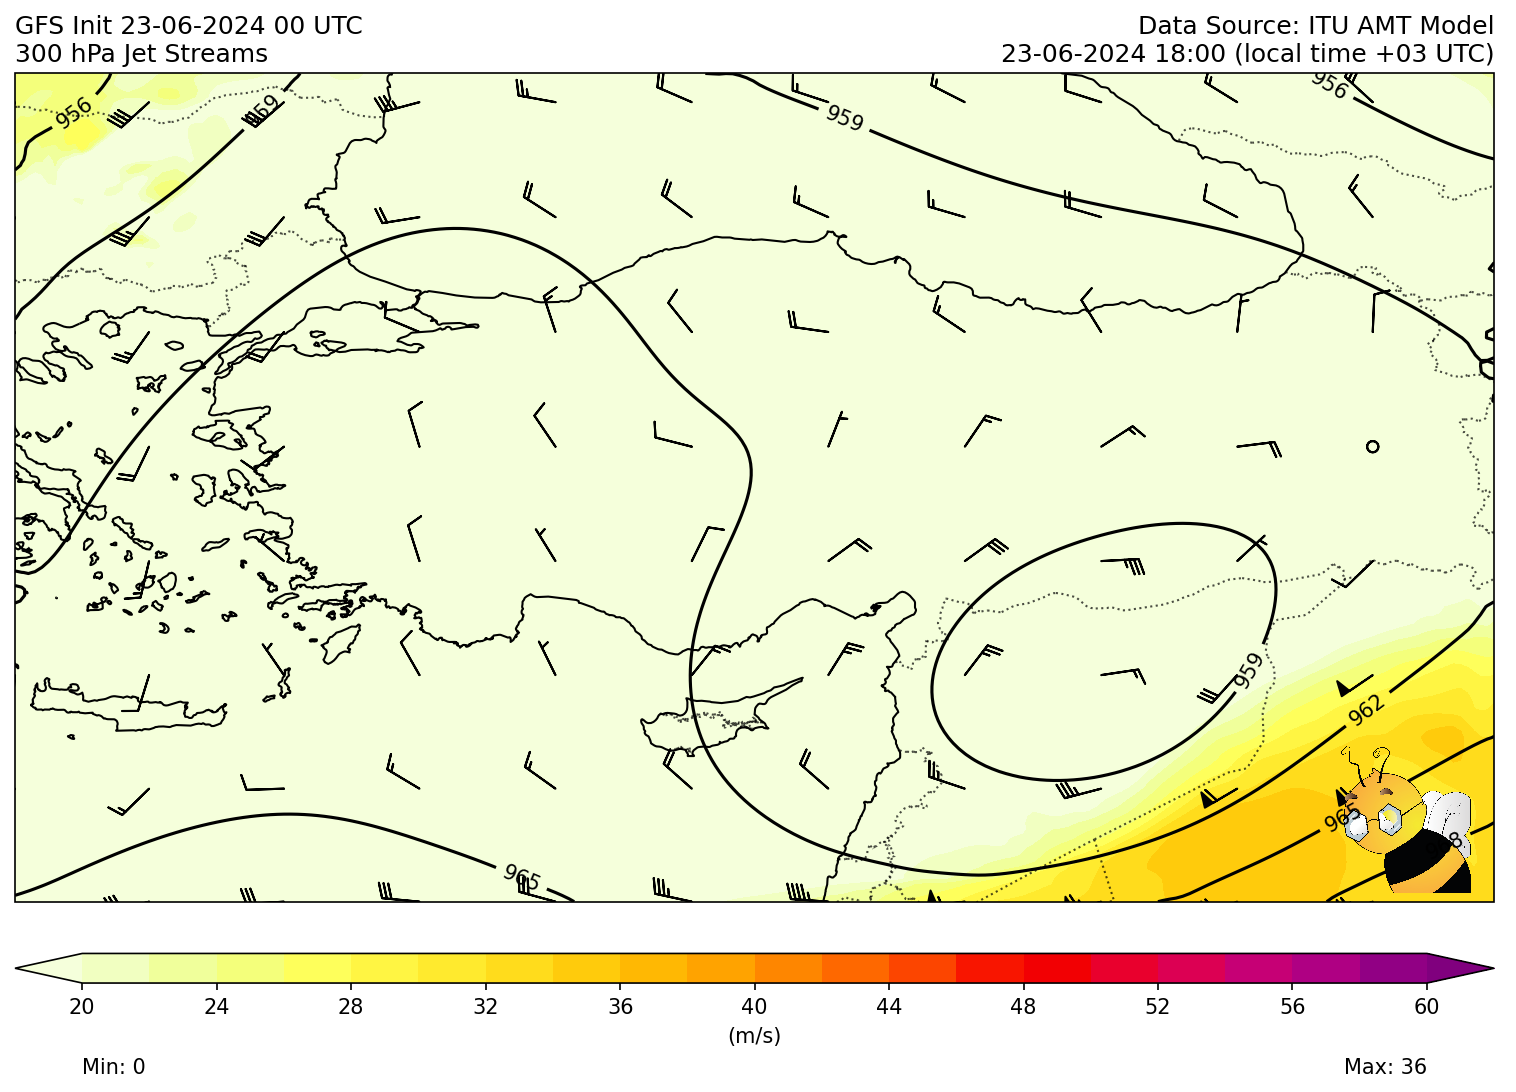 GFS Init 23-06-2024 00 UTC
300 hPa Jet Streams
Data Source: ITU AMT Model
23-06-2024 18:00 (local time +03 UTC)
956
959
959
956
959
962
965
965
20 24 28 32 36 40 44 48 52 56 60
(m/s)
Min: 0
Max: 36